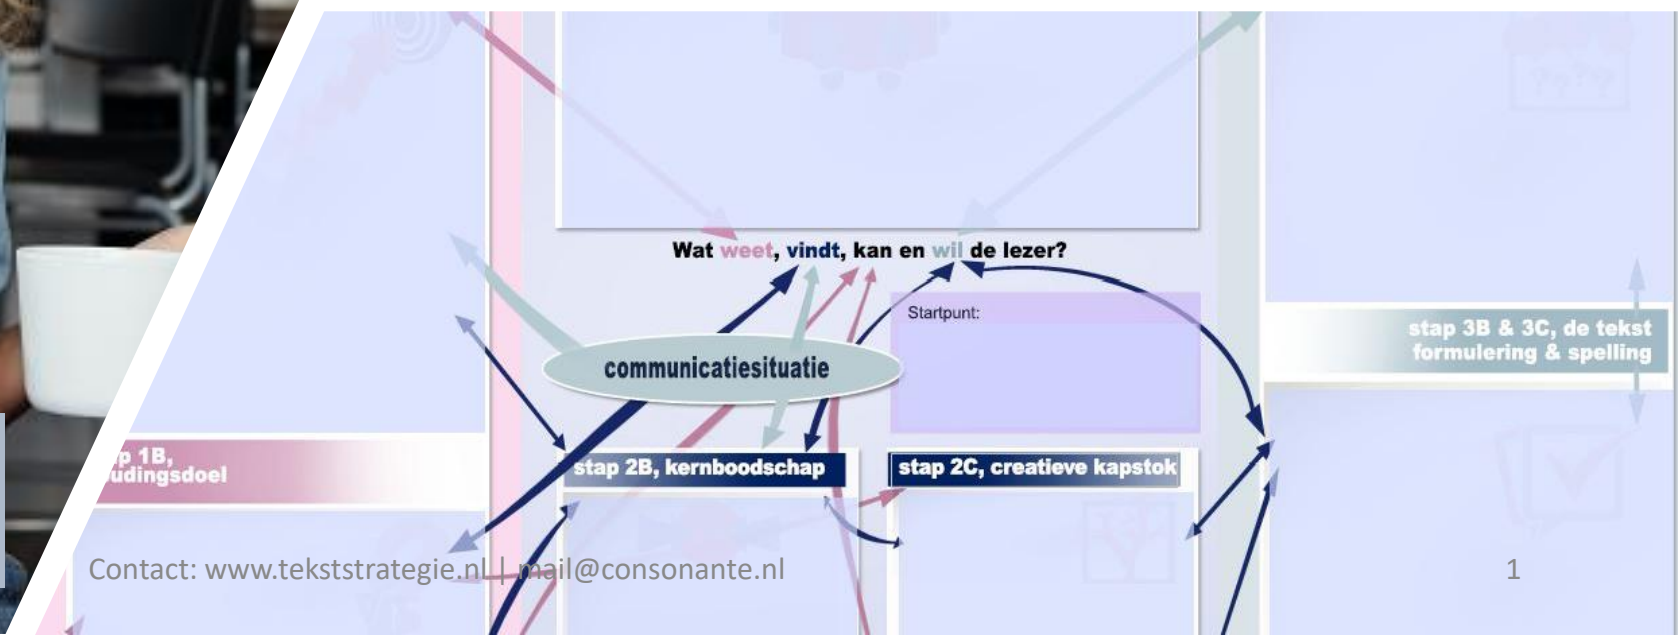 Wat weet, vindt, kan en wil de lezer?
Startpunt:
communicatiesituatie
stap 3B & 3C, de tekst
formulering & spelling
p 1B,
udingsdoel
stap 2B, kernboodschap
stap 2C, creatieve kapstok
Contact: www.tekststrategie.nl | mail@consonante.nl
1